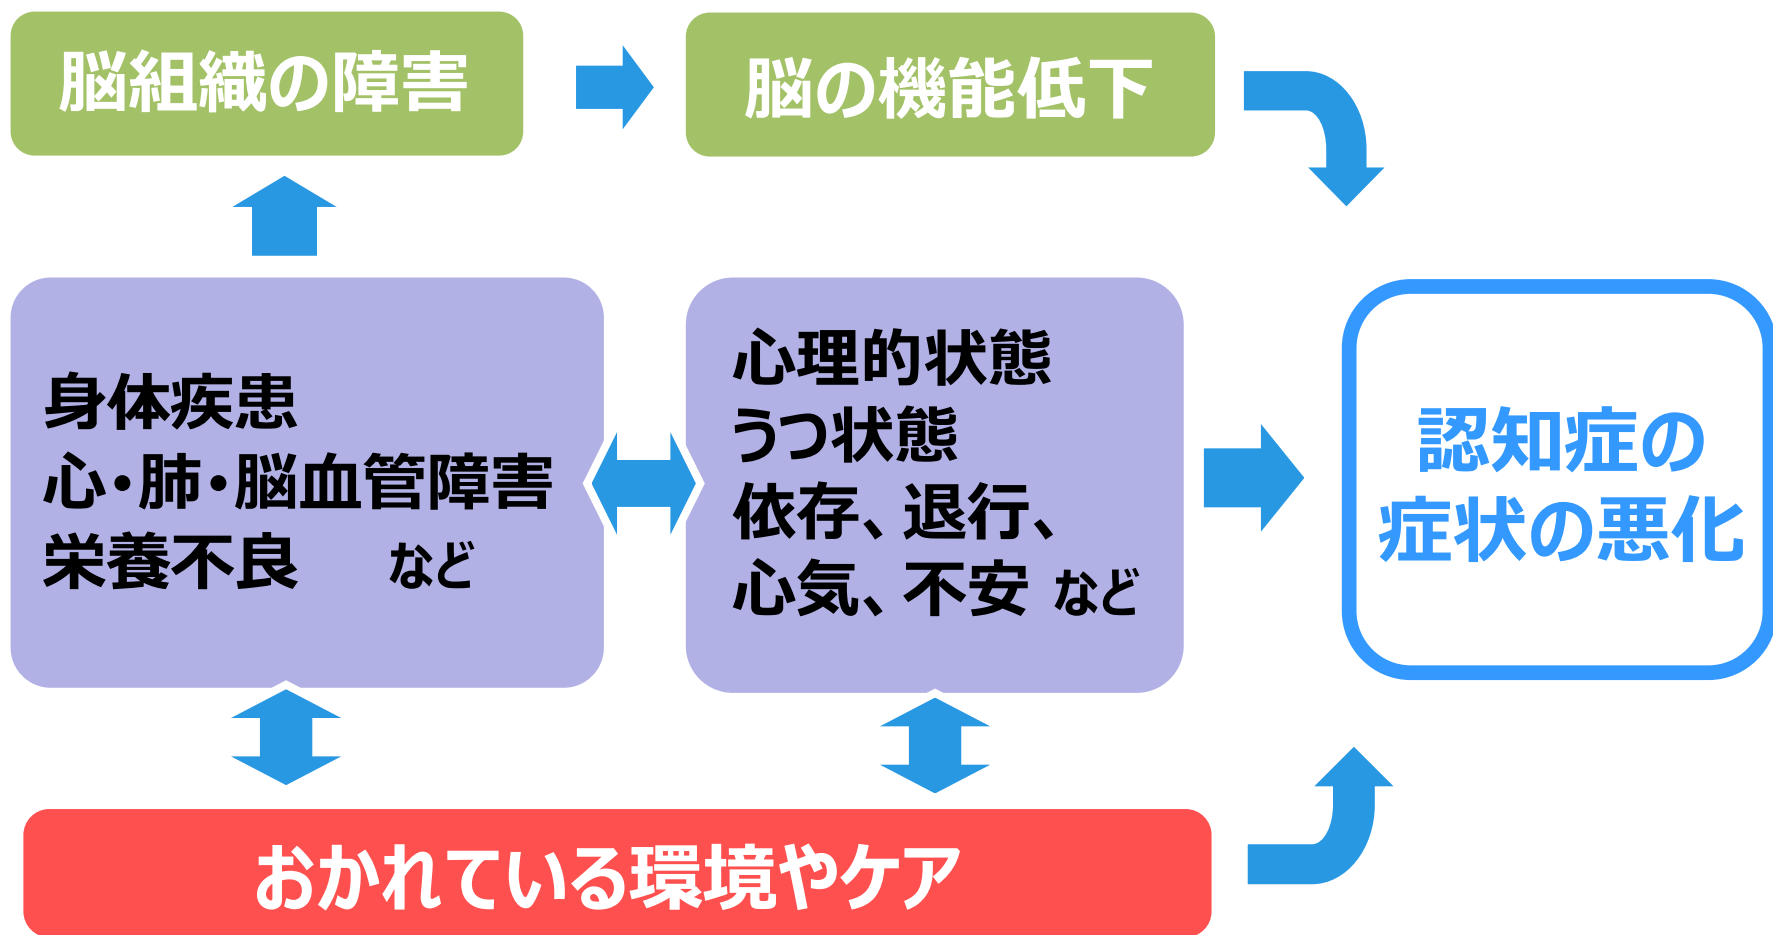 脳組織の障害
脳の機能低下
身体疾患
心・肺・脳血管障害
栄養不良 など
心理的状態
うつ状態
依存、退行、
心気、不安 など
認知症の
症状の悪化
おかれている環境やケア